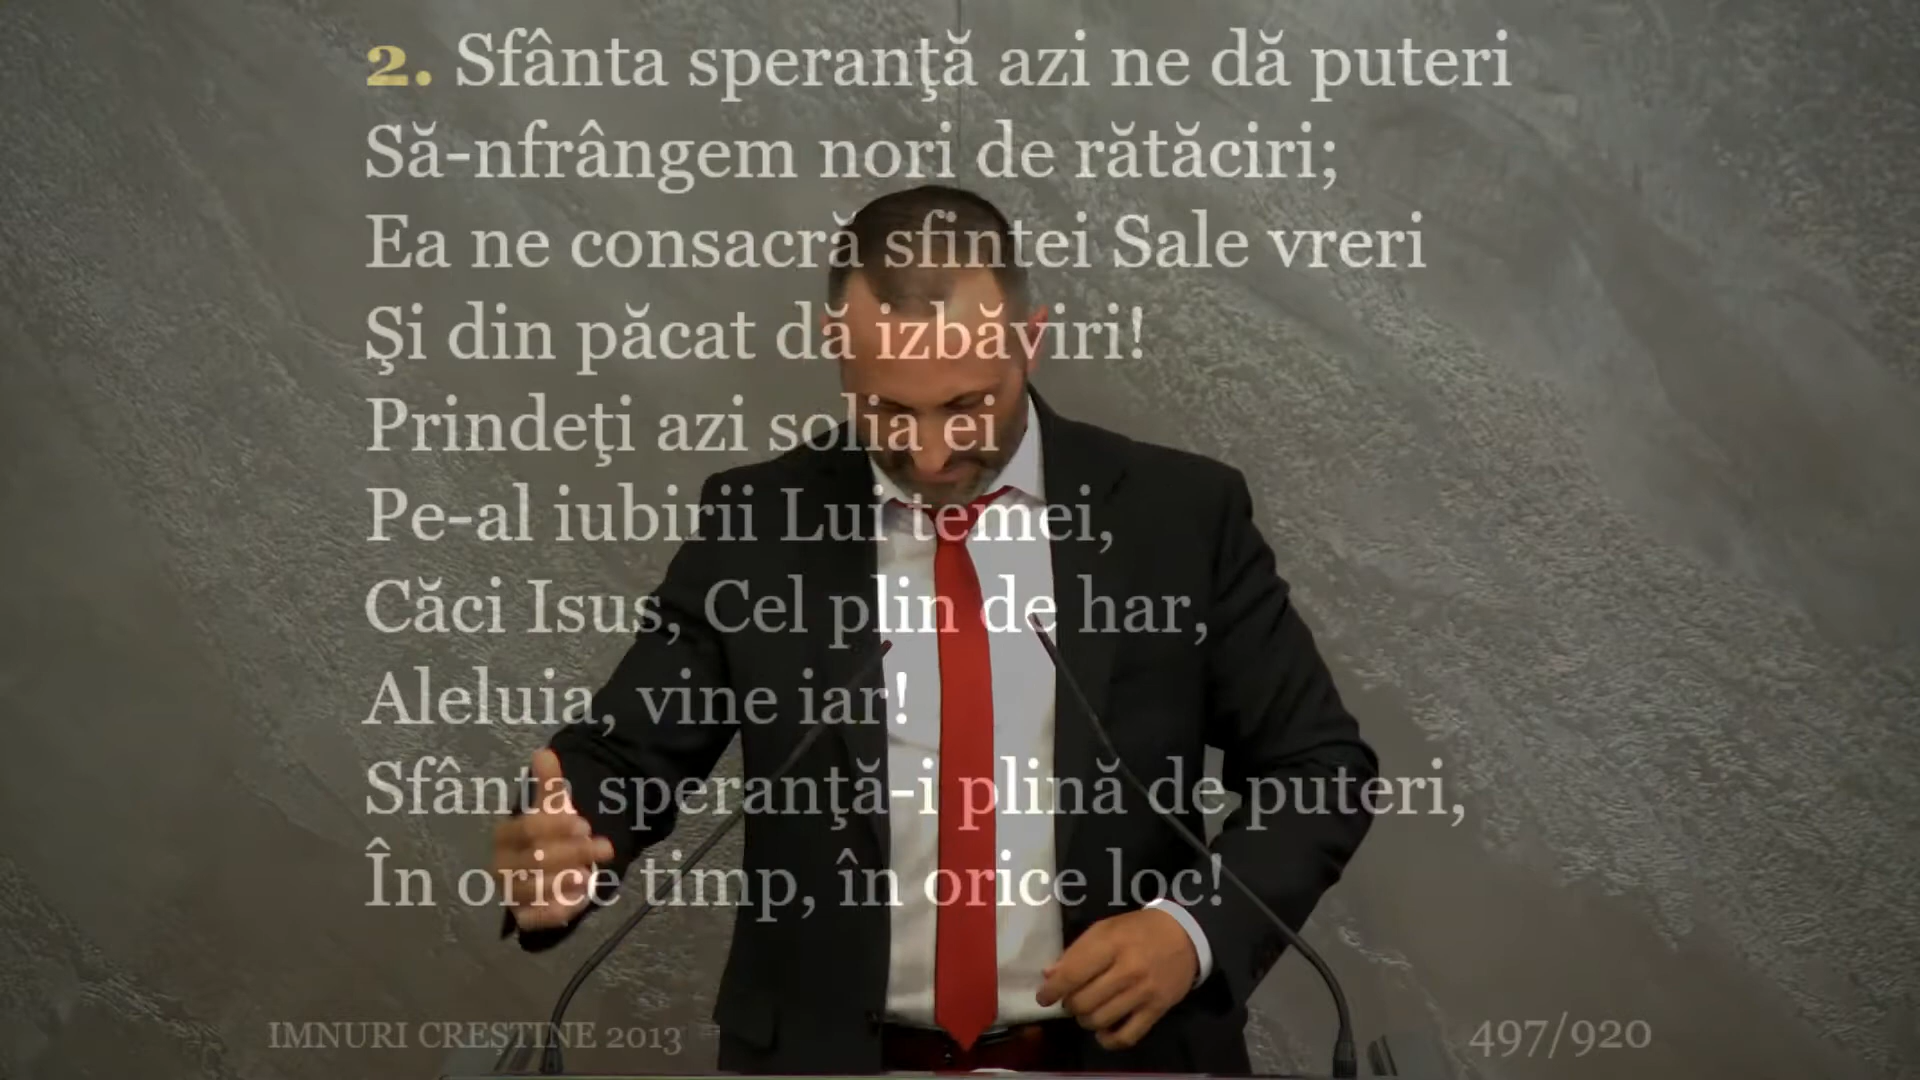 2. Sfânta speranţă azi ne dă puteri
Să-nfrângem nori de rătăciri;
Ea ne consacră sfintei Sale vreri
Şi din păcat dă izbăviri!
Prindeţi azi solia ei
Pe-al iubirii Lui temei,
Căci Isus, Cel plin de har,
Aleluia, vine iar!
Sfânta speranţă-i plină de puteri,
În orice timp, în orice loc!
IMNURI CREŞTINE 2013
497/920